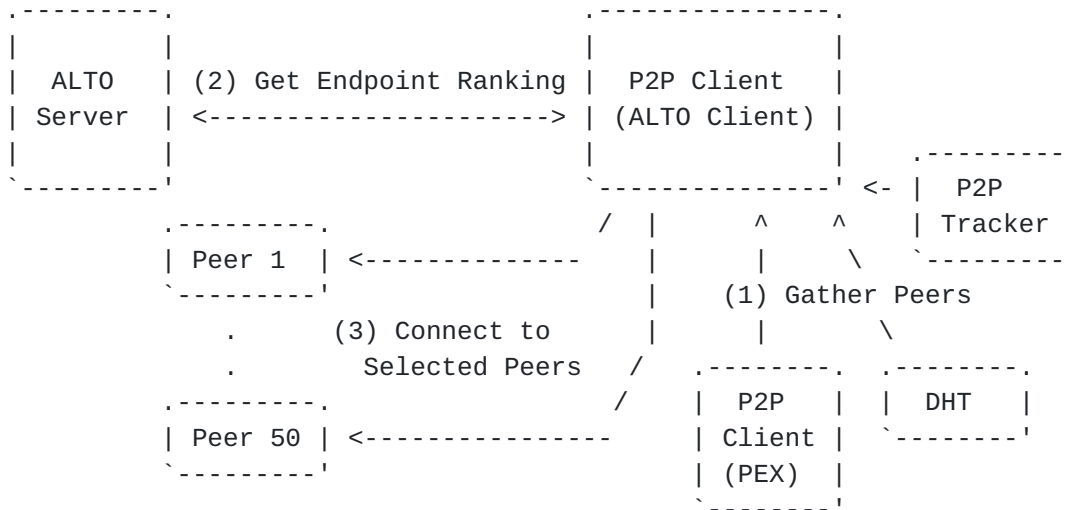 .---------.                           .---------------.
|         |                           |               |
|  ALTO   | (2) Get Endpoint Ranking  |  P2P Client   |
| Server  | <-----------------------> | (ALTO Client) |
|         |                           |               |    .---------
`---------'                           `---------------' <- |  P2P
          .---------.                 /  |      ^    ^     | Tracker
          | Peer 1  | <--------------    |      |     \    `---------
          `---------'                    |    (1) Gather Peers
              .      (3) Connect to      |      |       \
              .        Selected Peers   /   .--------.  .--------.
          .---------.                  /    |  P2P   |  |  DHT   |
          | Peer 50 | <----------------     | Client |  `--------'
          `---------'                       | (PEX)  |
                                            `--------'